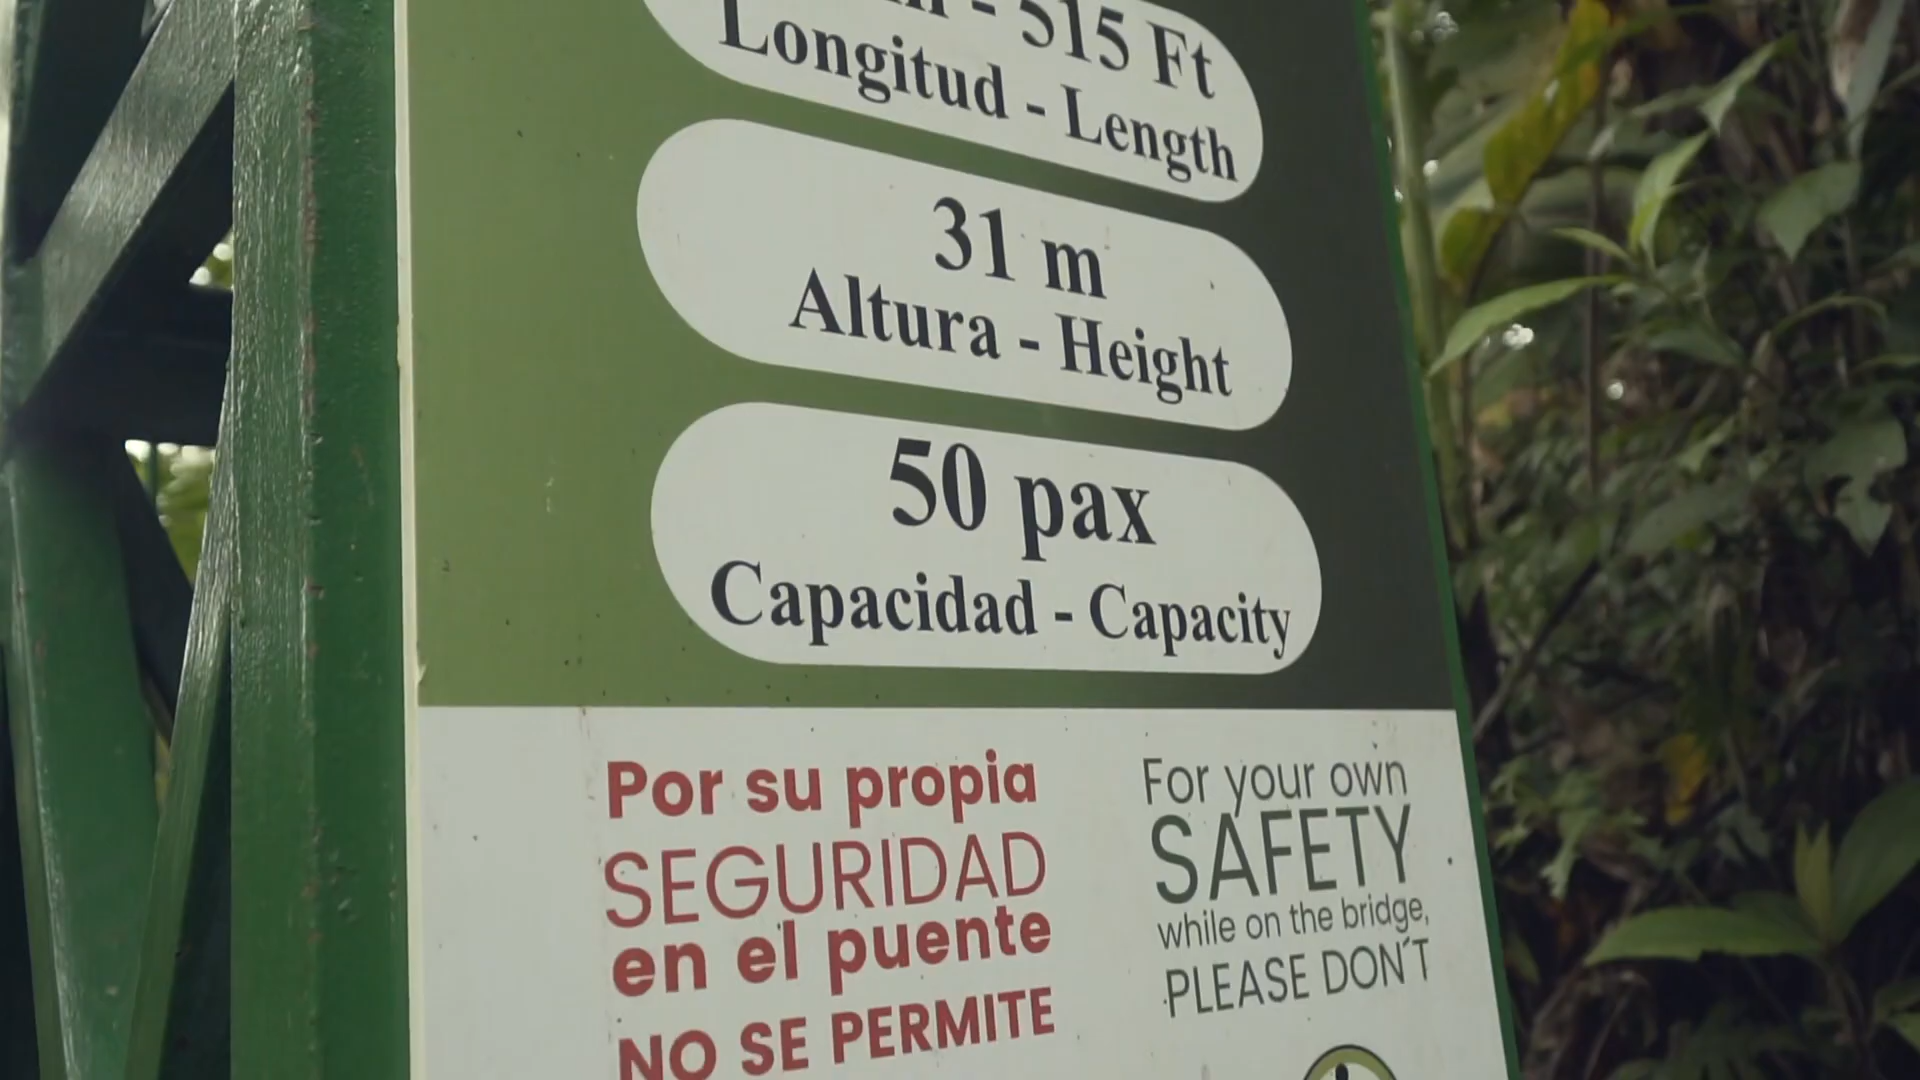 - 515 Ft
Longitud - Length
31 m
Altura - Height
50 pax
Capacidad - Capacity
Por su propia
SEGURIDAD
en el puente
NO SE PERMITE
For your own
SAFETY
while on the bridge,
PLEASE DON´T